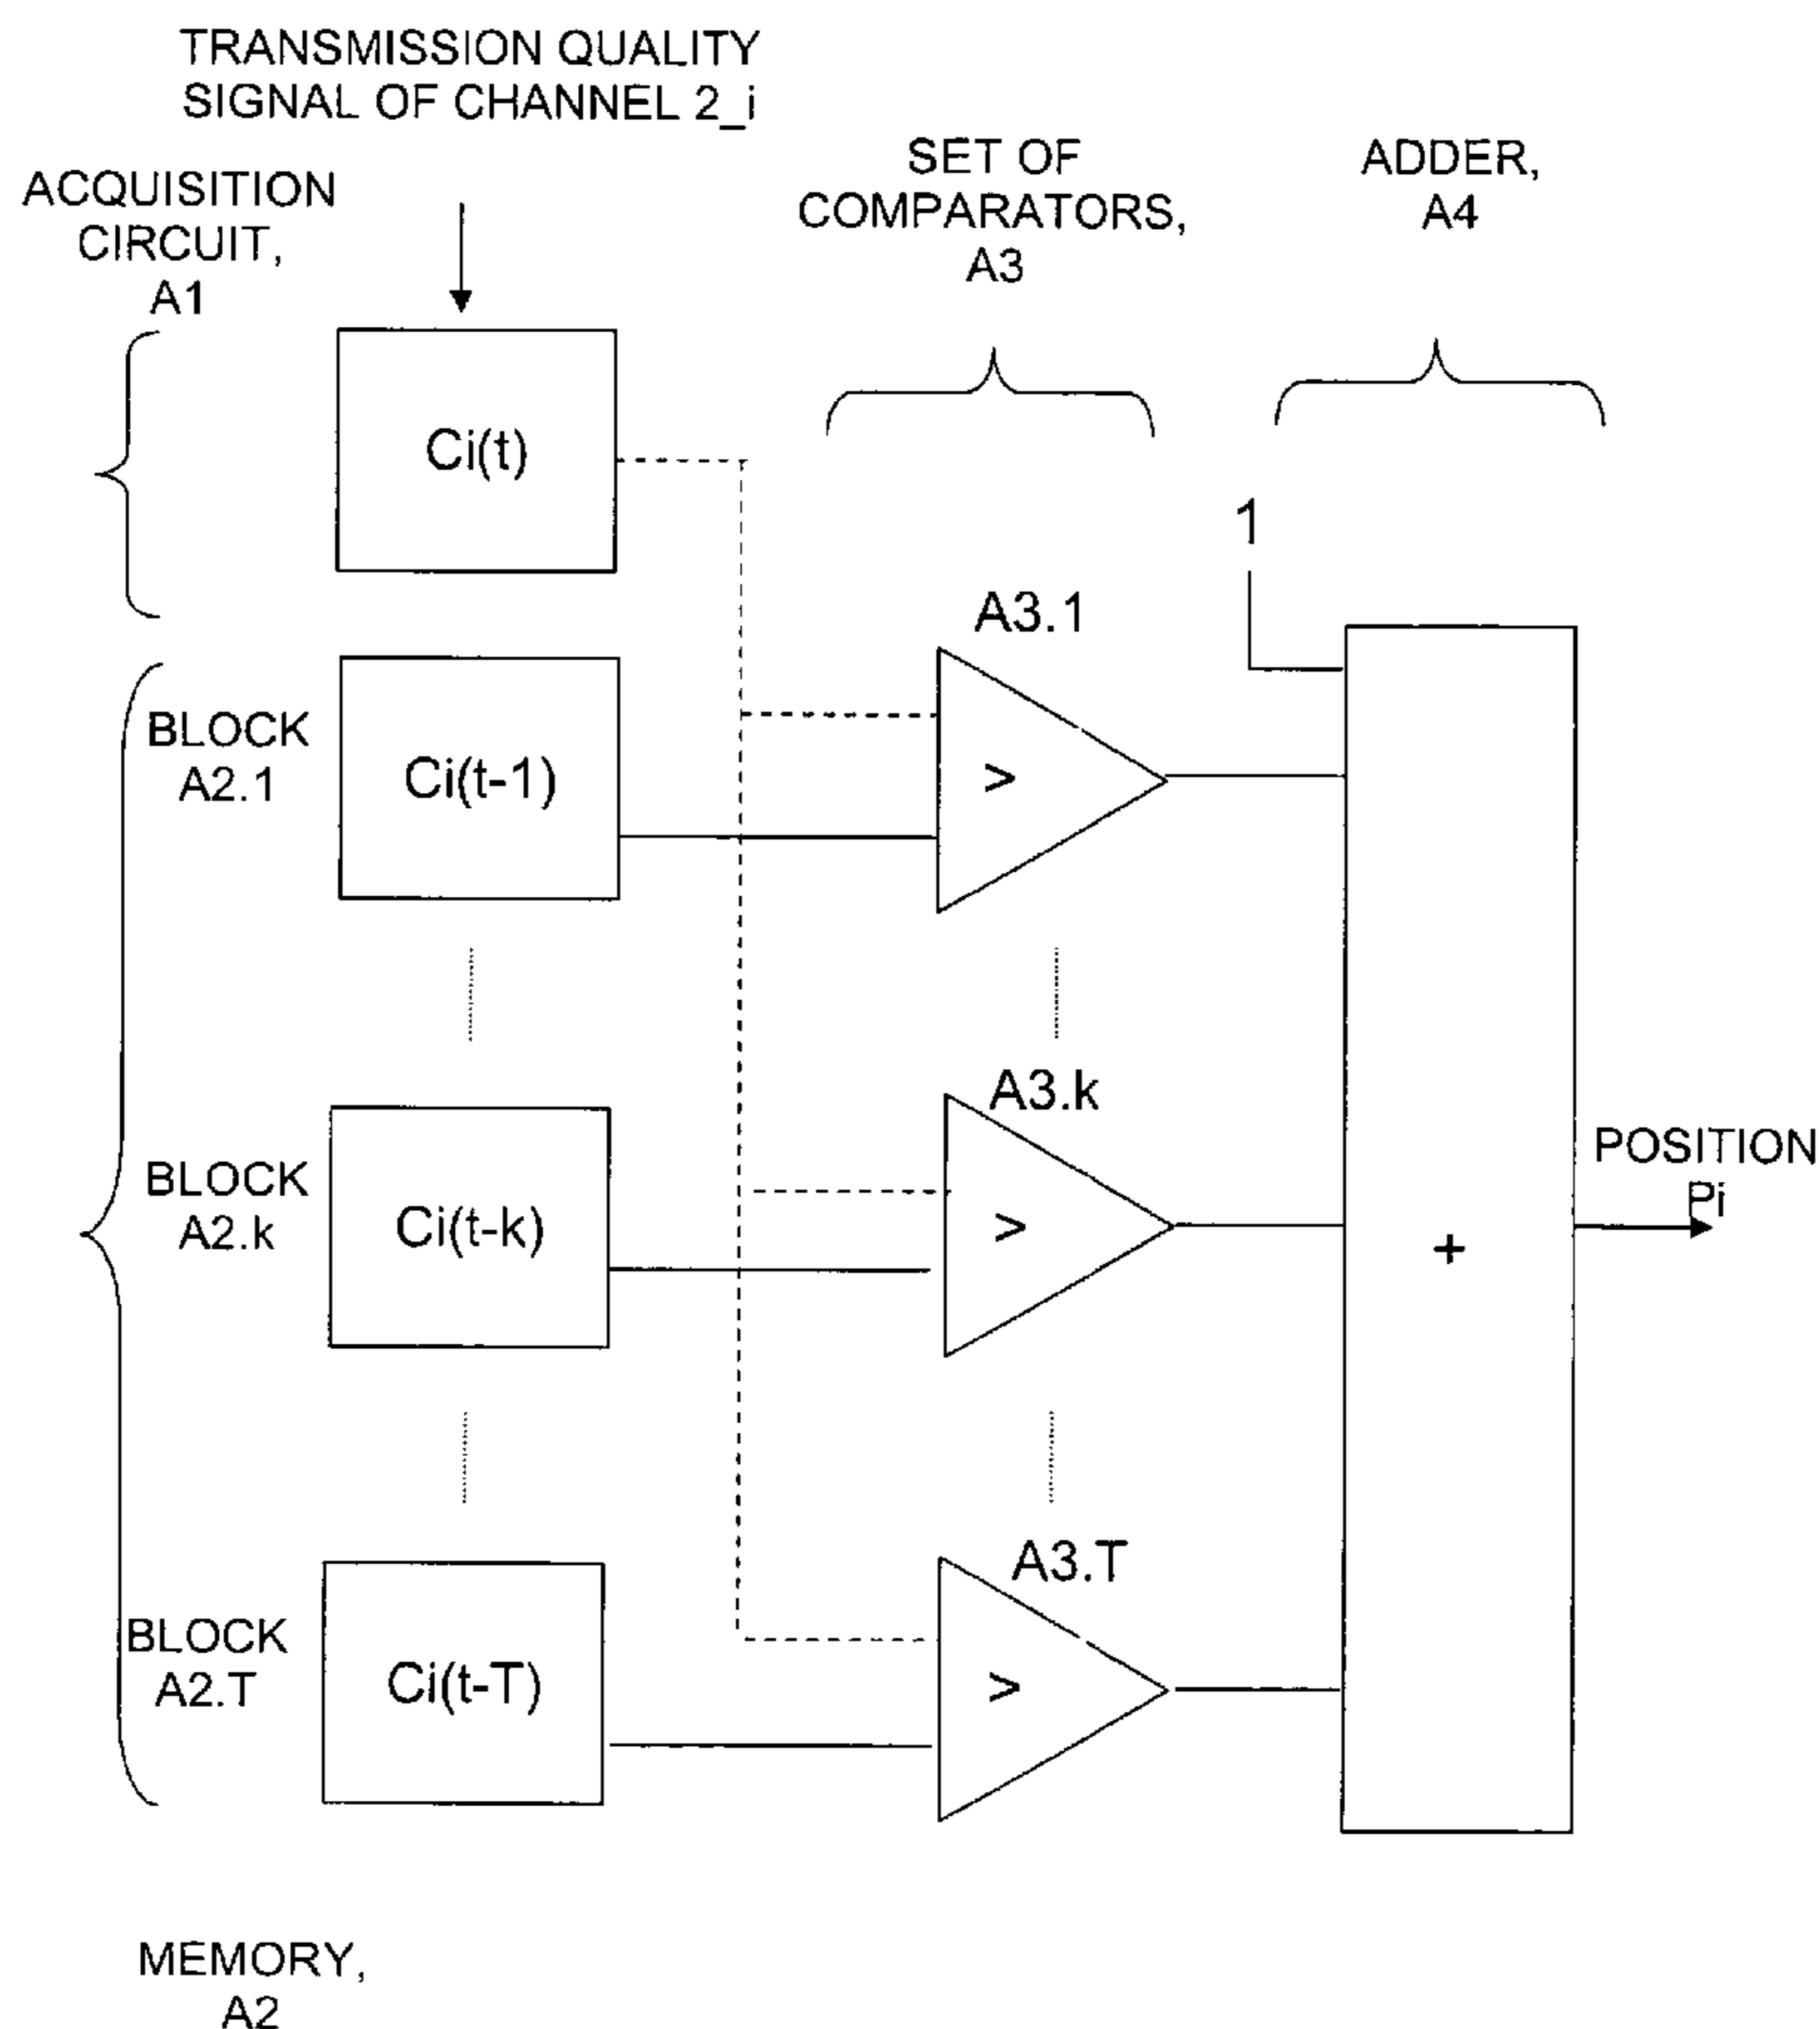 TRANSMISSION QUALITY
SIGNAL OF CHANNEL 2_i
ACQUISITION
CIRCUIT,
A1
SET OF
COMPARATORS,
A3
ADDER,
A4
Ci(t)
1
A3.1
BLOCK
A2.1
Ci(t-1)
>
A3.k
BLOCK
A2.k
Ci(t-k)
>
+
POSITION
Pi
A3.T
BLOCK
A2.T
Ci(t-T)
>
MEMORY,
A2